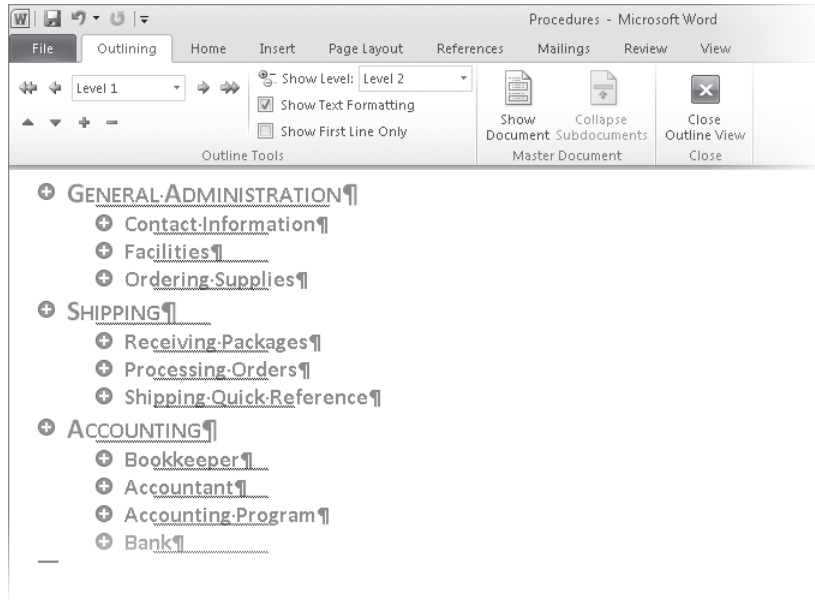 W
Procedures - Microsoft Word
File Outlining Home Insert Page Layout References Mailings Review View
Level 1
Show Level: Level 2
Show Text Formatting
Show First Line Only
Outline Tools
Show Document
Collapse Subdocuments
Master Document
Close Outline View
Close
GENERAL·ADMINISTRATION¶
Contact·Information¶
Facilities¶
Ordering·Supplies¶
SHIPPING¶
Receiving·Packages¶
Processing·Orders¶
Shipping·Quick·Reference¶
ACCOUNTING¶
Bookkeeper¶
Accountant¶
Accounting·Program¶
Bank¶